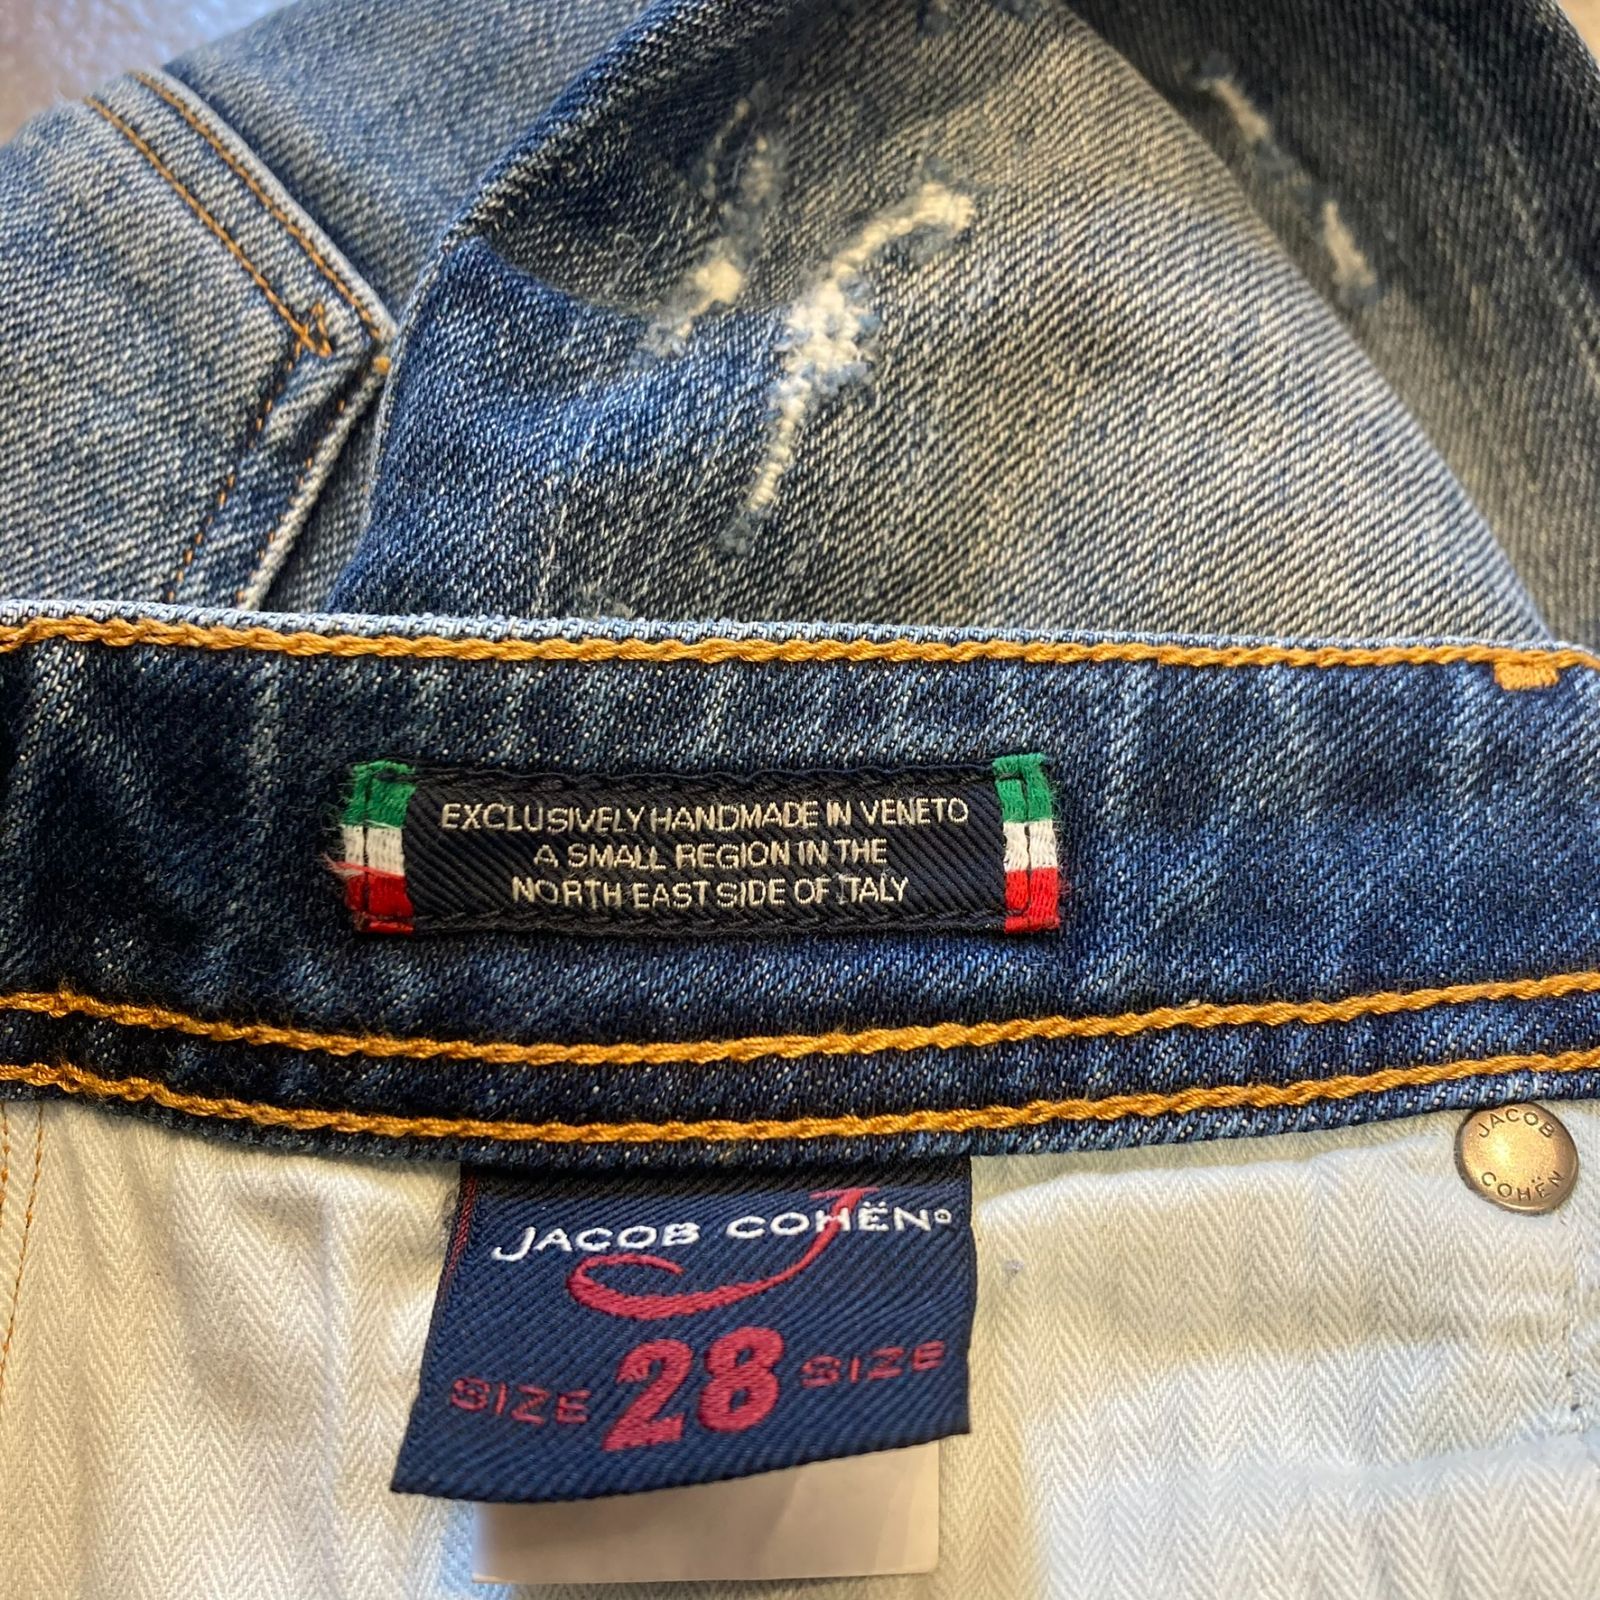 EXCLUSIVELY HANDMADE IN VENETO
A SMALL REGION IN THE
NORTH EAST SIDE OF ITALY
JACOB
COHËN
JACOB COHËN®
J
SIZE 28 SIZE